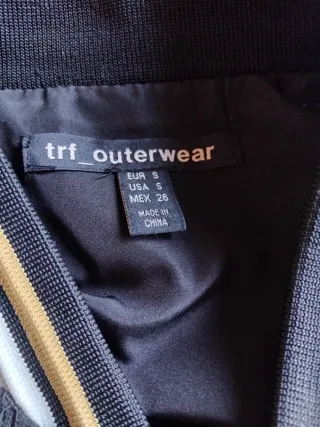 trf_outerwear
EUR S
USA S
MEX 26
MADE IN
CHINA